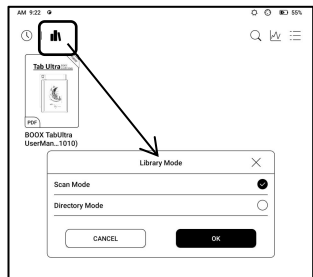 AM 9:22
55%
Tab Ultra
PDF
BOOX TabUltra
UserMan...1010)
Library Mode
Scan Mode
Directory Mode
CANCEL
OK